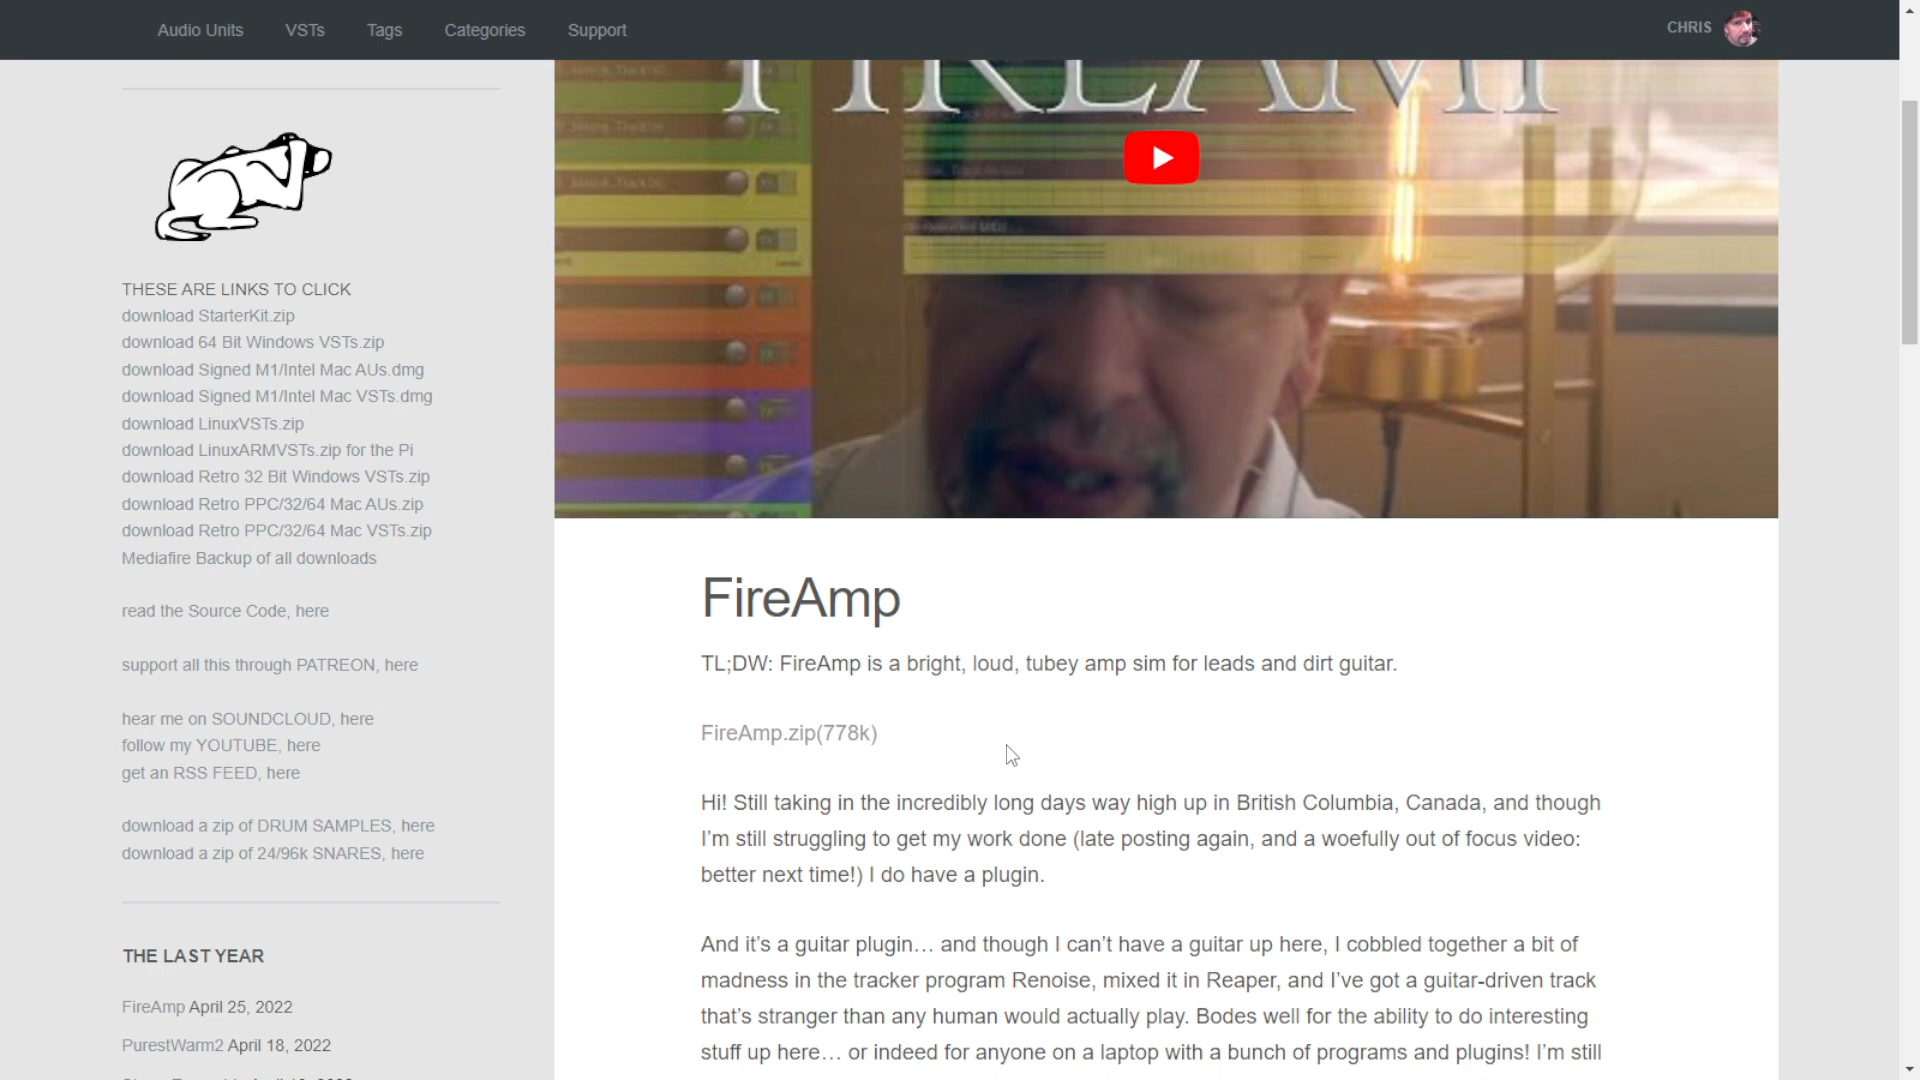 Audio Units VSTs Tags Categories Support CHRIS
FIREAMP
THESE ARE LINKS TO CLICK
download StarterKit.zip
download 64 Bit Windows VSTs.zip
download Signed M1/Intel Mac AUs.dmg
download Signed M1/Intel Mac VSTs.dmg
download LinuxVSTs.zip
download LinuxARMVSTs.zip for the Pi
download Retro 32 Bit Windows VSTs.zip
download Retro PPC/32/64 Mac AUs.zip
download Retro PPC/32/64 Mac VSTs.zip
Mediafire Backup of all downloads
read the Source Code, here
support all this through PATREON, here
hear me on SOUNDCLOUD, here
follow my YOUTUBE, here
get an RSS FEED, here
download a zip of DRUM SAMPLES, here
download a zip of 24/96k SNARES, here
THE LAST YEAR
FireAmp April 25, 2022
PurestWarm2 April 18, 2022
FireAmp
TL;DW: FireAmp is a bright, loud, tubey amp sim for leads and dirt guitar.
FireAmp.zip(778k)
Hi! Still taking in the incredibly long days way high up in British Columbia, Canada, and though
I’m still struggling to get my work done (late posting again, and a woefully out of focus video:
better next time!) I do have a plugin.
And it’s a guitar plugin… and though I can’t have a guitar up here, I cobbled together a bit of
madness in the tracker program Renoise, mixed it in Reaper, and I’ve got a guitar-driven track
that’s stranger than any human would actually play. Bodes well for the ability to do interesting
stuff up here… or indeed for anyone on a laptop with a bunch of programs and plugins! I’m still